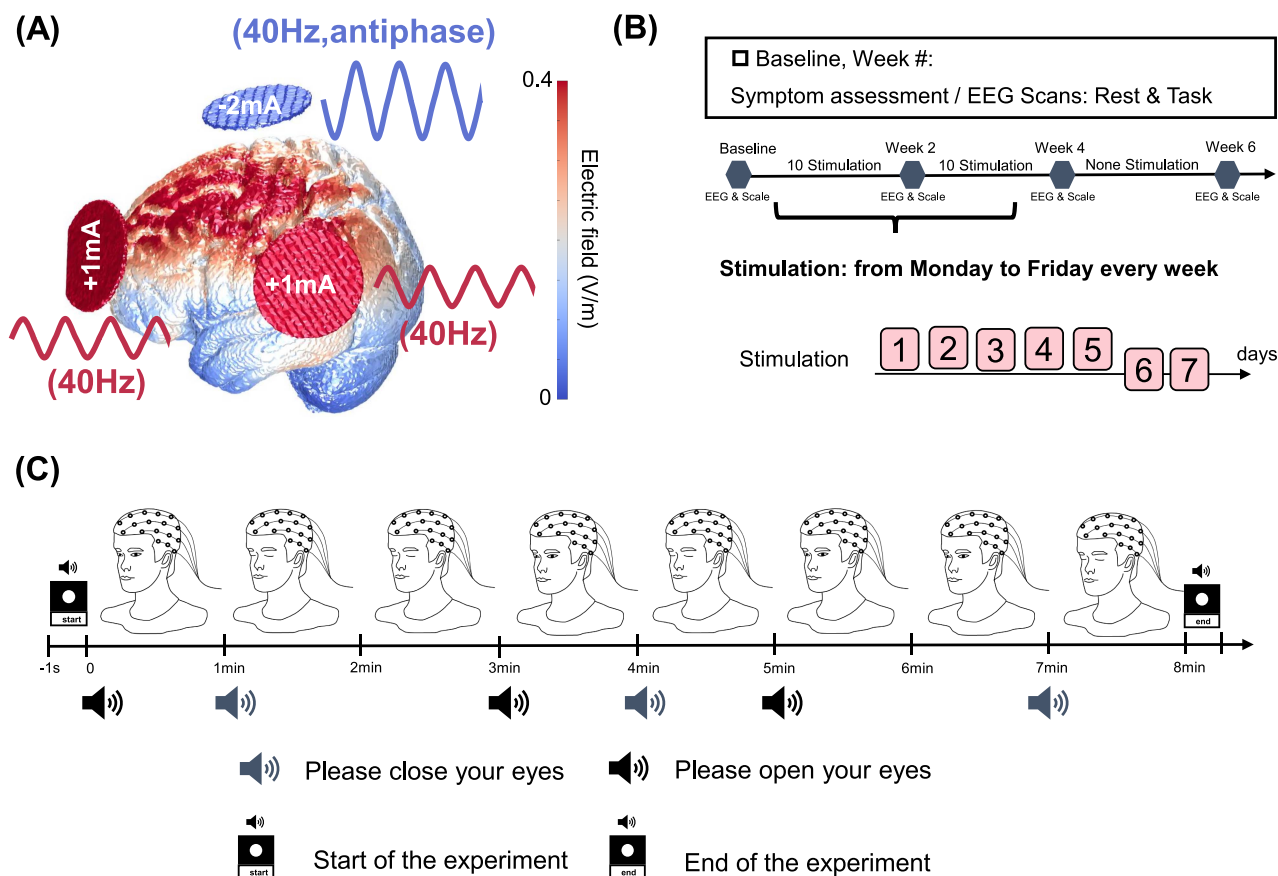 (A)
(40Hz,antiphase)
-2mA
0.4
+1mA
+1mA
Electric field (V/m)
(40Hz)
(40Hz)
0
(B)
Baseline, Week #:
Symptom assessment / EEG Scans: Rest & Task
Baseline
10 Stimulation
Week 2
10 Stimulation
Week 4
None Stimulation
Week 6
EEG & Scale
EEG & Scale
EEG & Scale
EEG & Scale
Stimulation: from Monday to Friday every week
Stimulation
1 2 3 4 5 6 7
days
(C)
start
end
-1s 0 1min 2min 3min 4min 5min 6min 7min 8min
Please close your eyes
Please open your eyes
start
Start of the experiment
end
End of the experiment